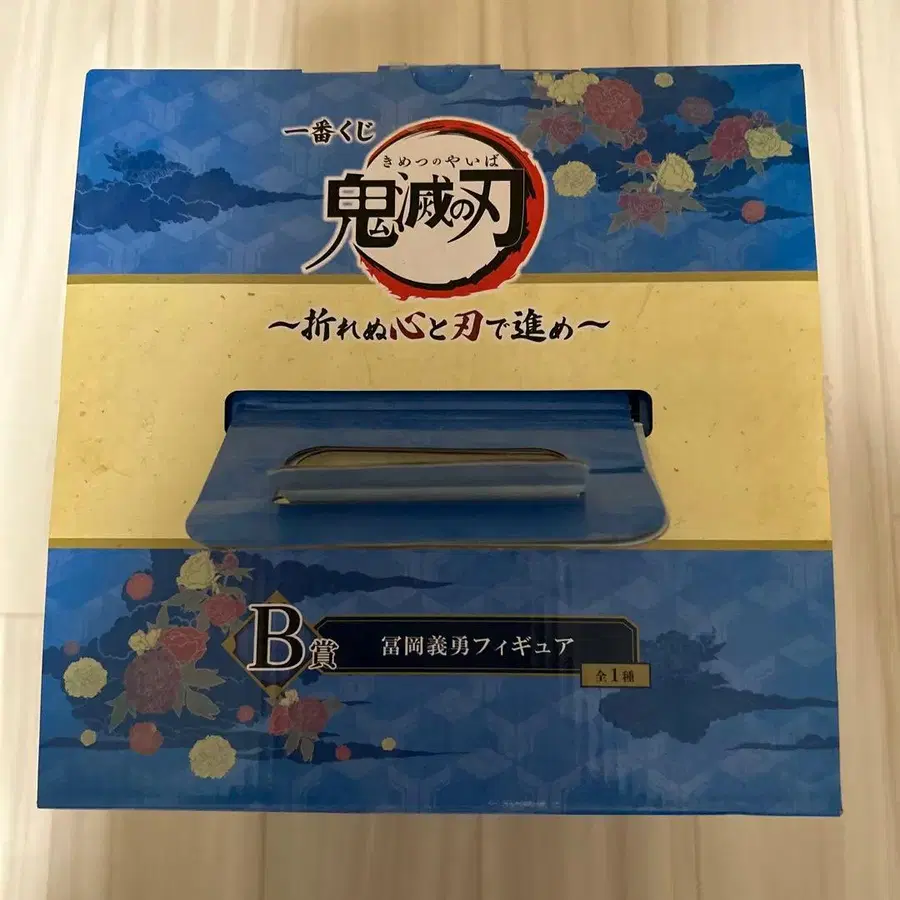 一番くじ
きめつのやいば
鬼滅の刃
～折れぬ心と刃で進め～
B賞
冨岡義勇フィギュア
全1種